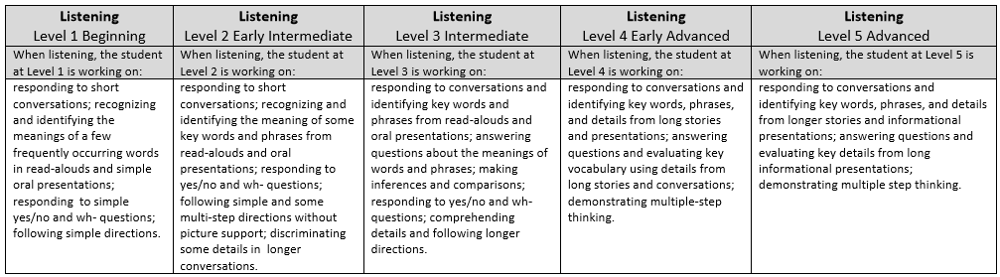 Listening
Level 1 Beginning
When listening, the student
at Level 1 is working on:
responding to short
conversations; recognizing
and identifying the
meanings of a few
frequently occurring words
in read-alouds and simple
oral presentations;
responding  to simple
yes/no and wh- questions;
following simple directions.
Listening
Level 2 Early Intermediate
When listening, the student at
Level 2 is working on:
responding to short
conversations; recognizing and
identifying the meaning of some
key words and phrases from
read-alouds and oral
presentations; responding to
yes/no and wh- questions;
following simple and some
multi-step directions without
picture support; discriminating
some details in  longer
conversations.
Listening
Level 3 Intermediate
When listening, the student at
Level 3 is working on:
responding to conversations and
identifying key words and
phrases from read-alouds and
oral presentations; answering
questions about the meanings of
words and phrases; making
inferences and comparisons;
responding to yes/no and wh-
questions; comprehending
details and following longer
directions.
Listening
Level 4 Early Advanced
When listening, the student at
Level 4 is working on:
responding to conversations and
identifying key words, phrases,
and details from long stories
and presentations; answering
questions and evaluating key
vocabulary using details from
long stories and conversations;
demonstrating multiple-step
thinking.
Listening
Level 5 Advanced
When listening, the student at Level 5 is
working on:
responding to conversations and
identifying key words, phrases, and details
from longer stories and informational
presentations; answering questions and
evaluating key details from long
informational presentations;
demonstrating multiple step thinking.